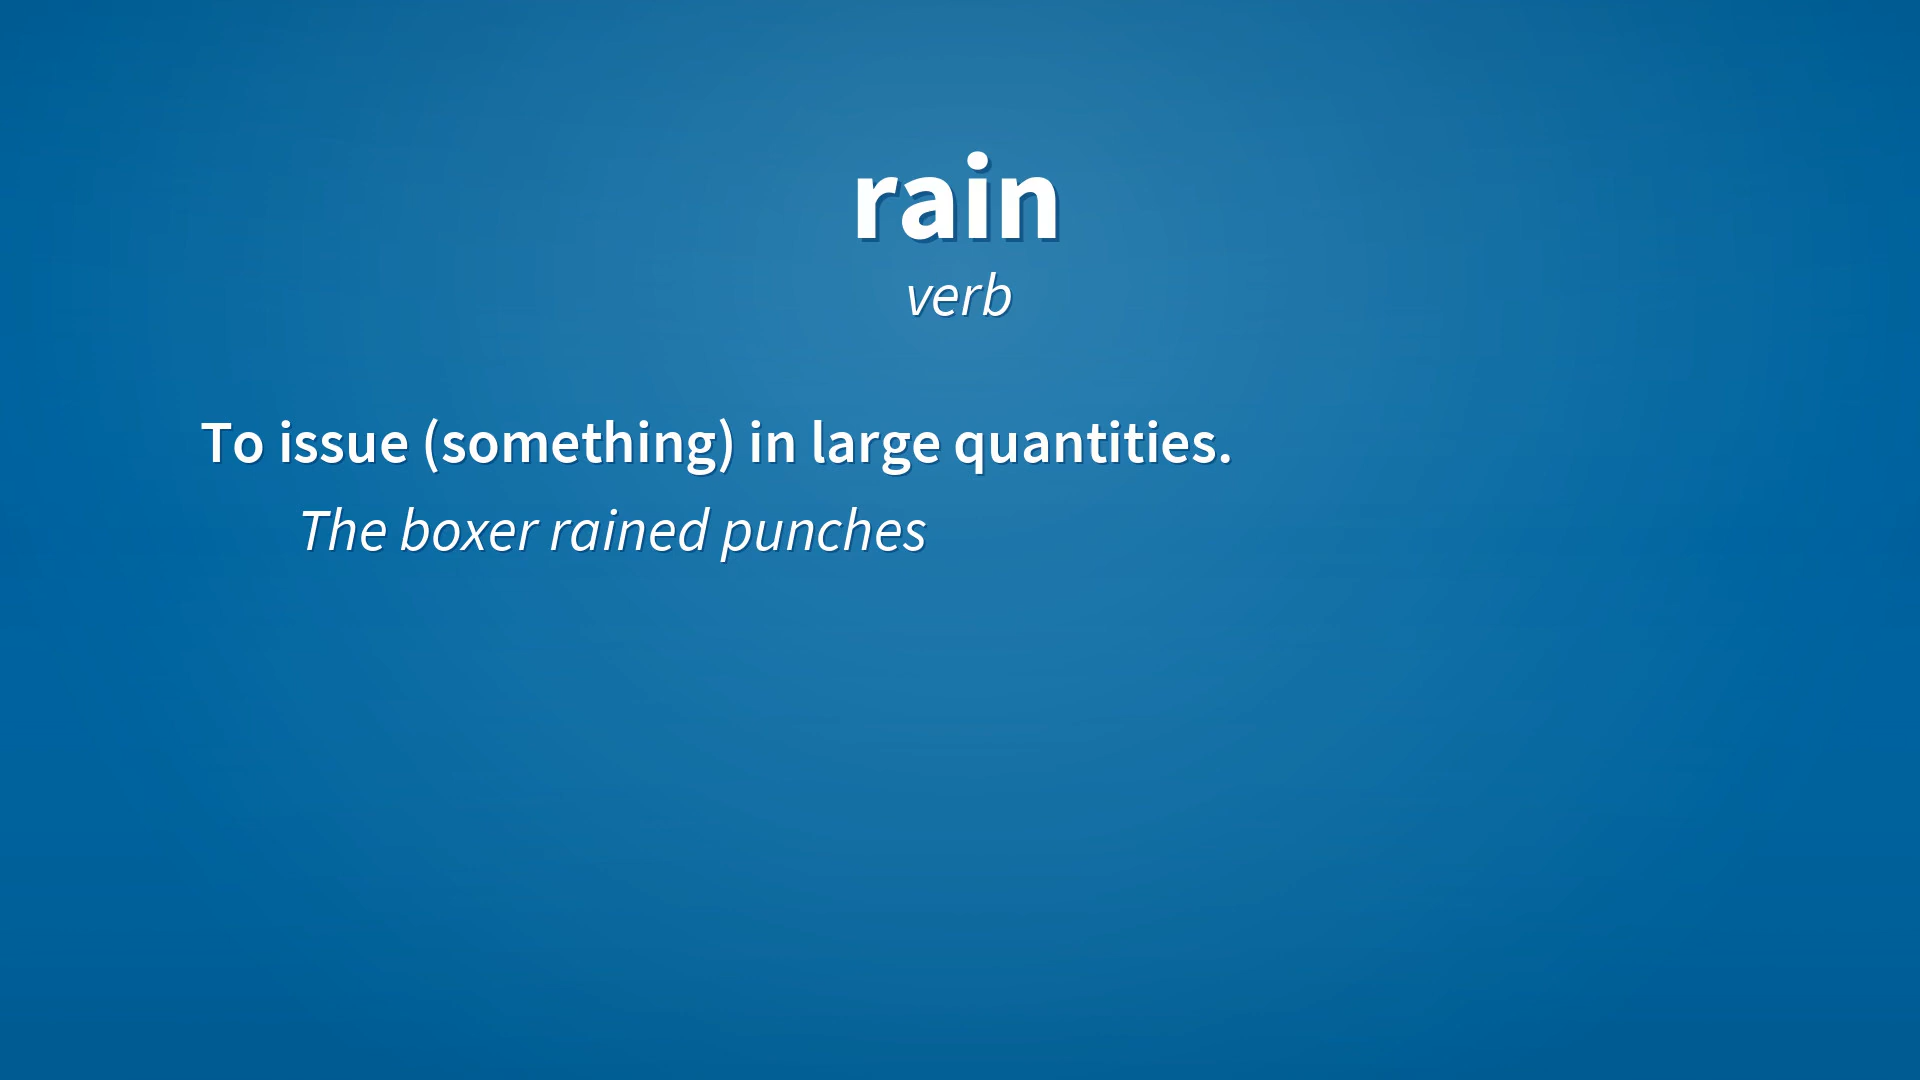 rain
verb
To issue (something) in large quantities.
The boxer rained punches